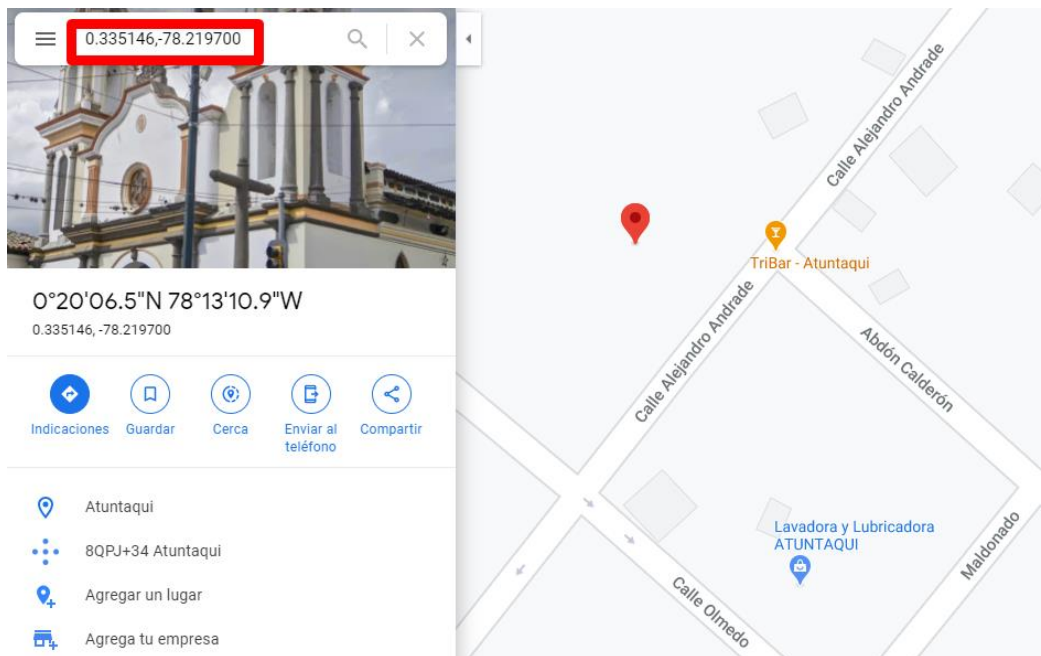 0.335146,-78.219700
0°20'06.5"N 78°13'10.9"W
0.335146, -78.219700
Indicaciones
Guardar
Cerca
Enviar al
teléfono
Compartir
Atuntaqui
8QPJ+34 Atuntaqui
Agregar un lugar
Agrega tu empresa
Calle Alejandro Andrade
TriBar - Atuntaqui
Calle Alejandro Andrade
Abdón Calderón
Lavadora y Lubricadora
ATUNTAQUI
Maldonado
Calle Olmedo